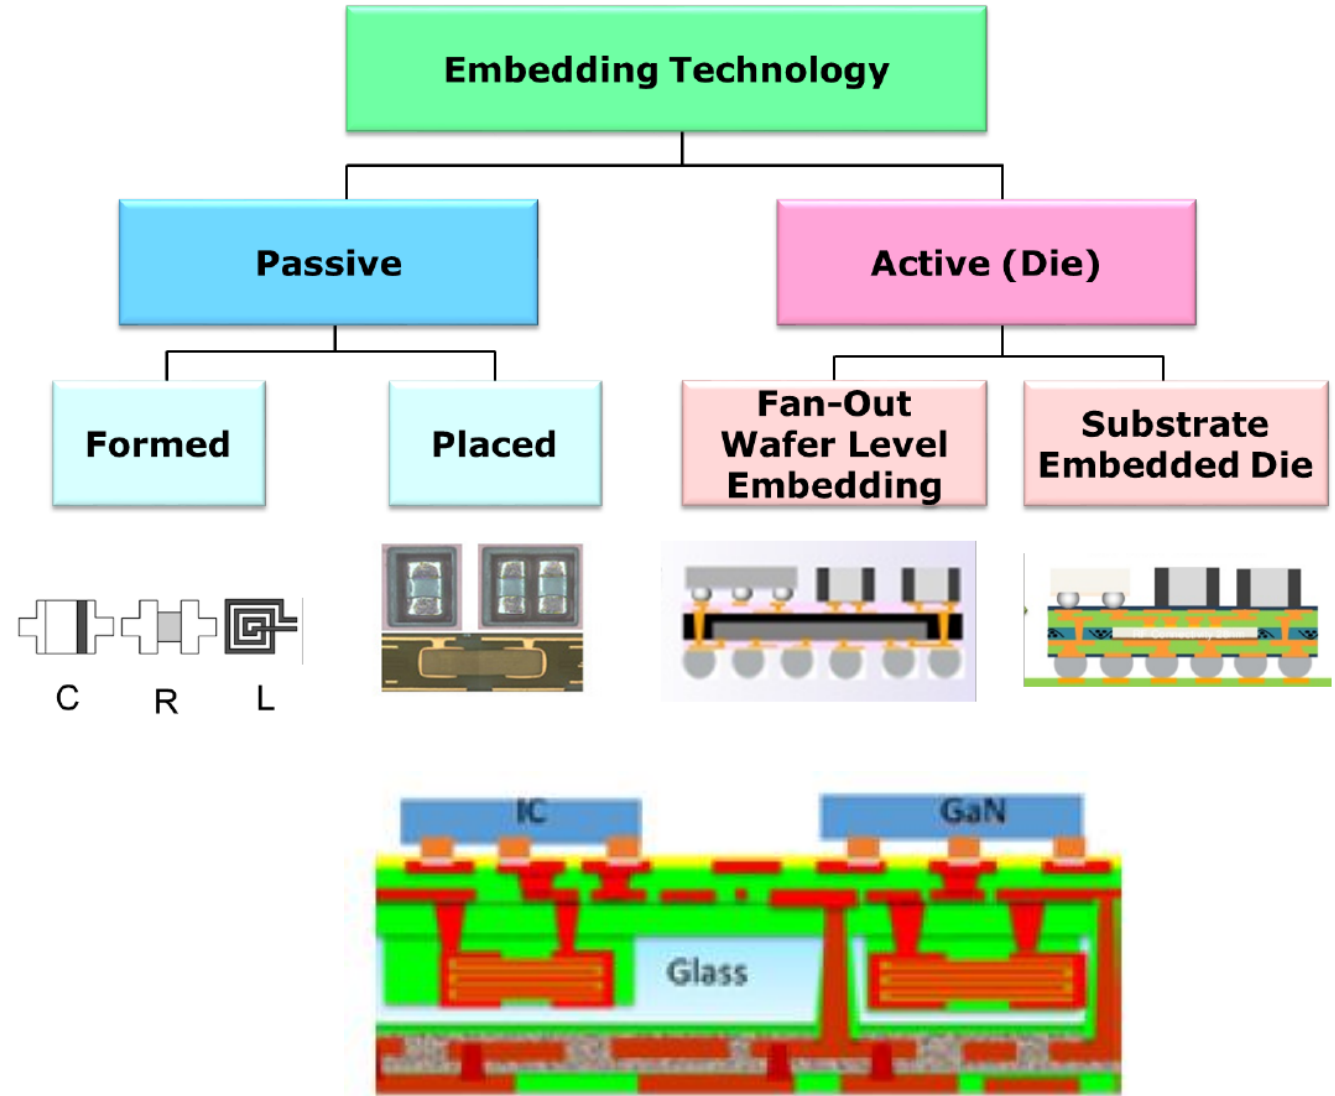 Embedding Technology
Passive
Active (Die)
Formed
Placed
Fan-Out
Wafer Level
Embedding
Substrate
Embedded Die
C
R
L
IC
GaN
Glass